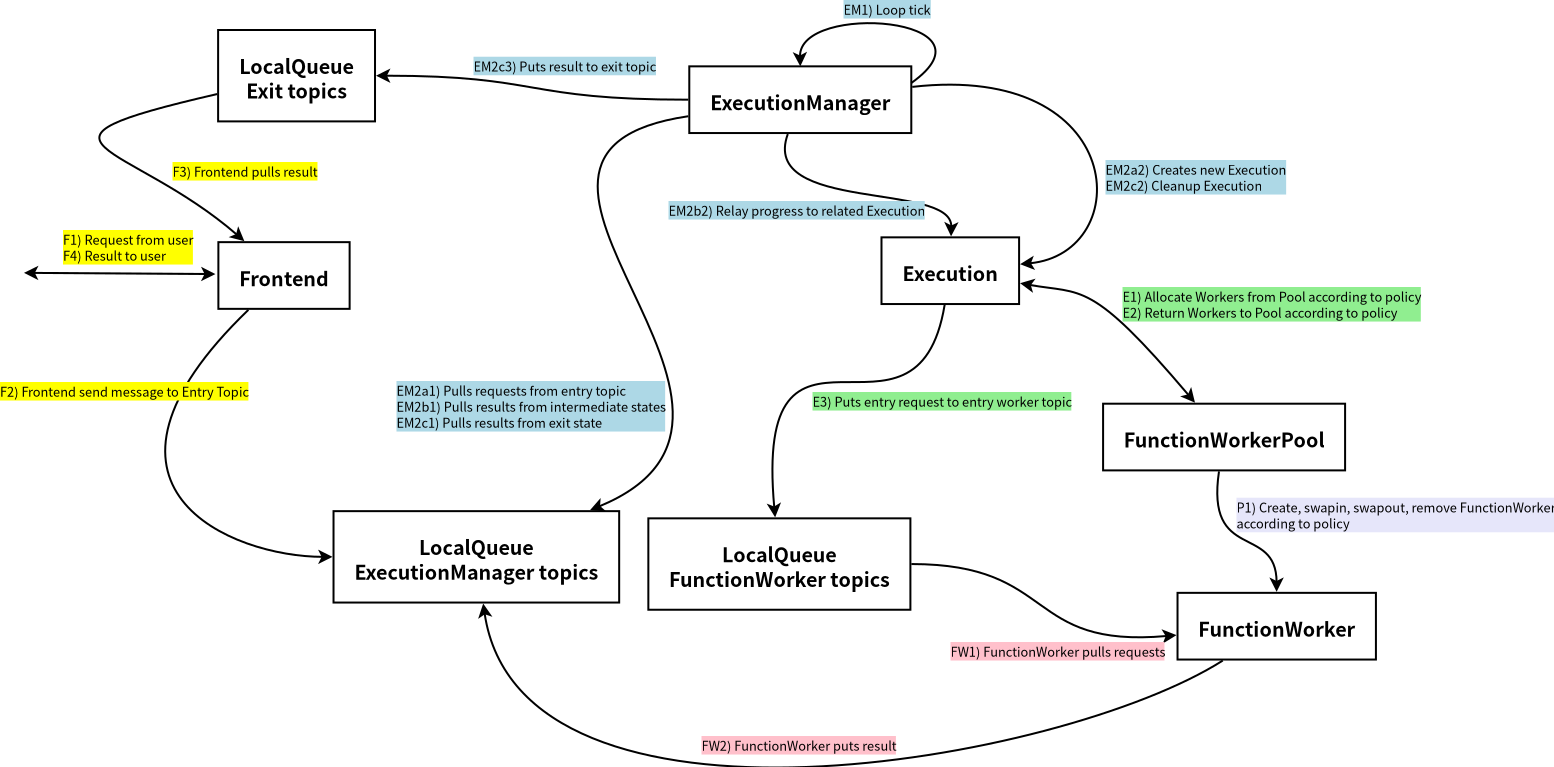 EM1) Loop tick
LocalQueue
Exit topics
EM2c3) Puts result to exit topic
ExecutionManager
F3) Frontend pulls result
EM2a2) Creates new Execution
EM2c2) Cleanup Execution
EM2b2) Relay progress to related Execution
F1) Request from user
F4) Result to user
Frontend
Execution
E1) Allocate Workers from Pool according to policy
E2) Return Workers to Pool according to policy
F2) Frontend send message to Entry Topic
EM2a1) Pulls requests from entry topic
EM2b1) Pulls results from intermediate states
EM2c1) Pulls results from exit state
E3) Puts entry request to entry worker topic
FunctionWorkerPool
P1) Create, swapin, swapout, remove FunctionWorker
according to policy
LocalQueue
ExecutionManager topics
LocalQueue
FunctionWorker topics
FunctionWorker
FW1) FunctionWorker pulls requests
FW2) FunctionWorker puts result